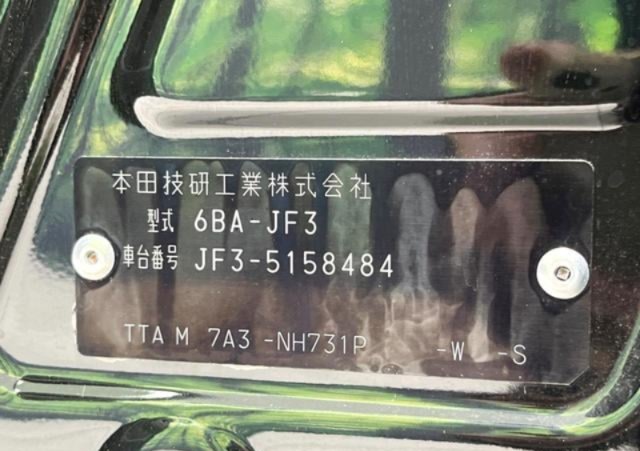 本田技研工業株式会社
型式 6BA-JF3
車台番号 JF3-5158484
TTA M 7A3 -NH731P -W -S